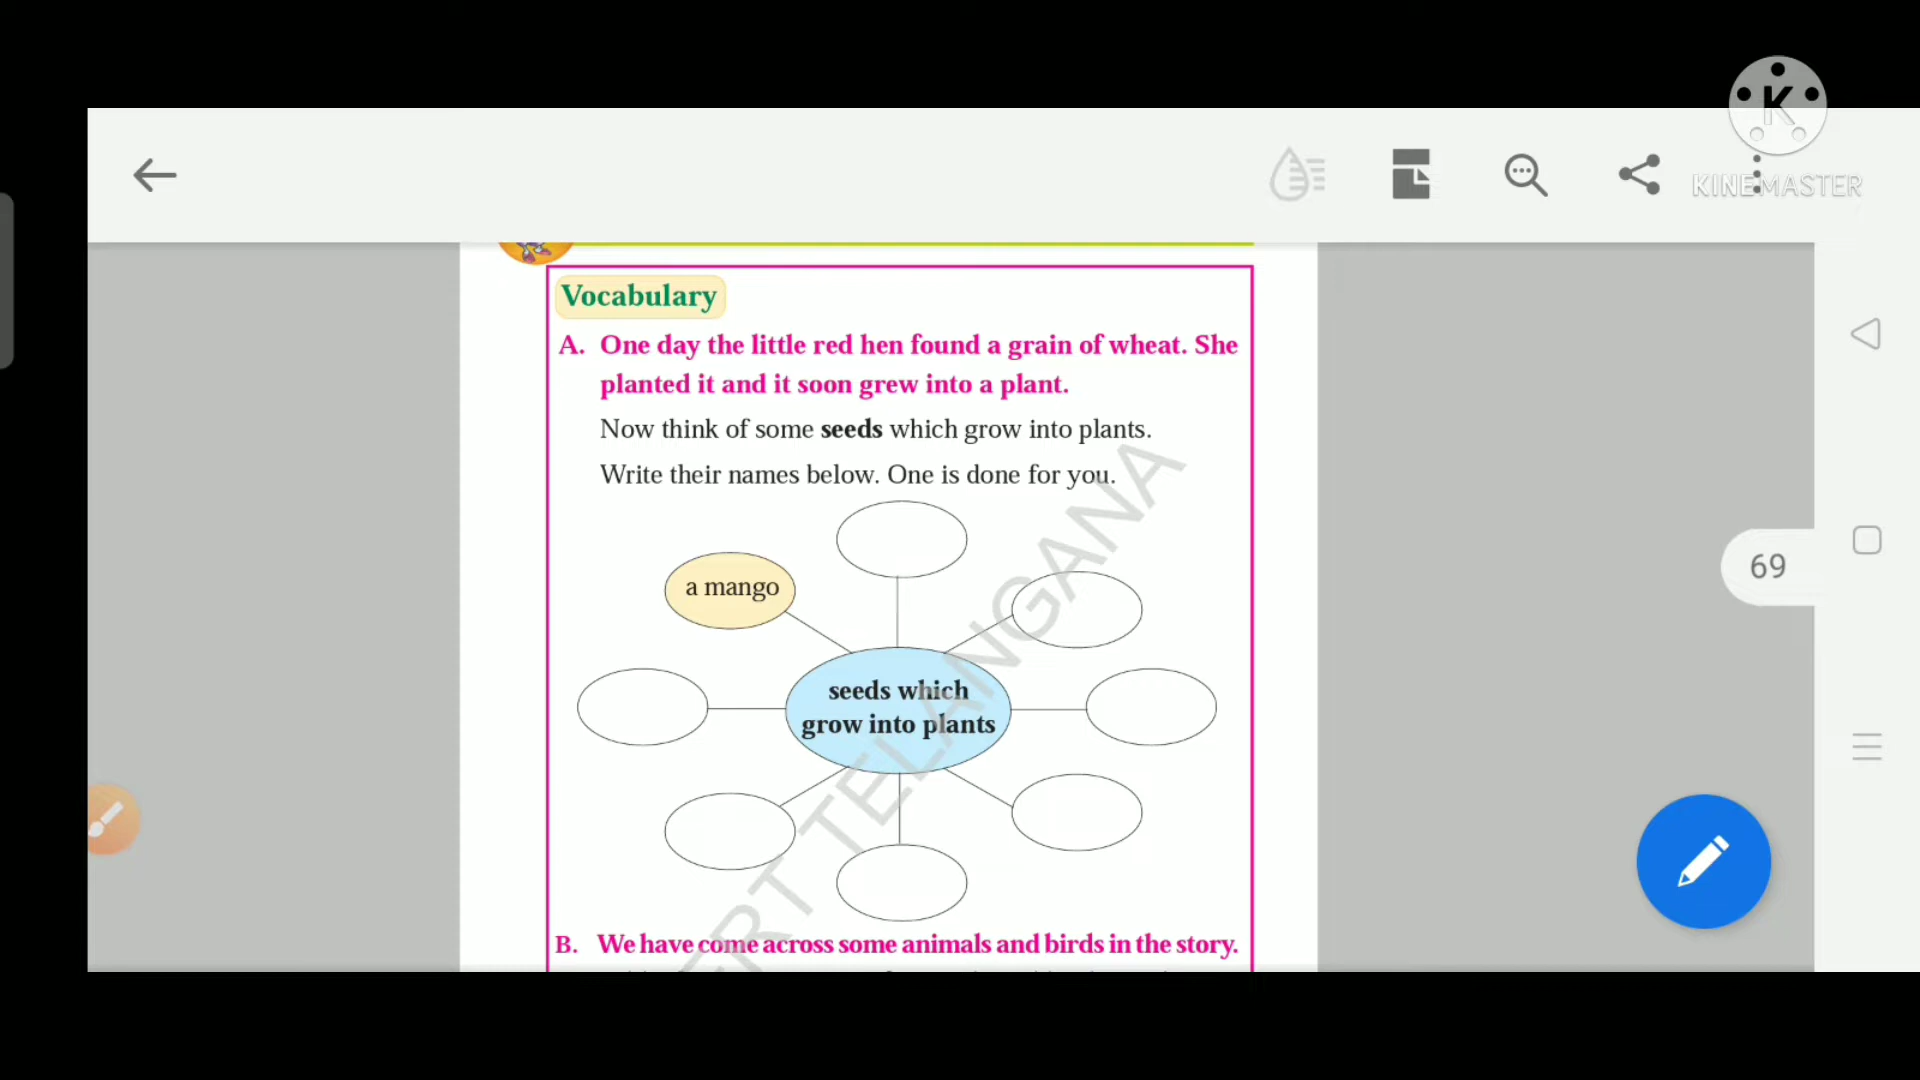 K
KINEMASTER
Vocabulary
A. One day the little red hen found a grain of wheat. She
planted it and it soon grew into a plant.
Now think of some seeds which grow into plants.
Write their names below. One is done for you.
a mango
seeds which
grow into plants
69
ERT TELANGANA
B. We have come across some animals and birds in the story.